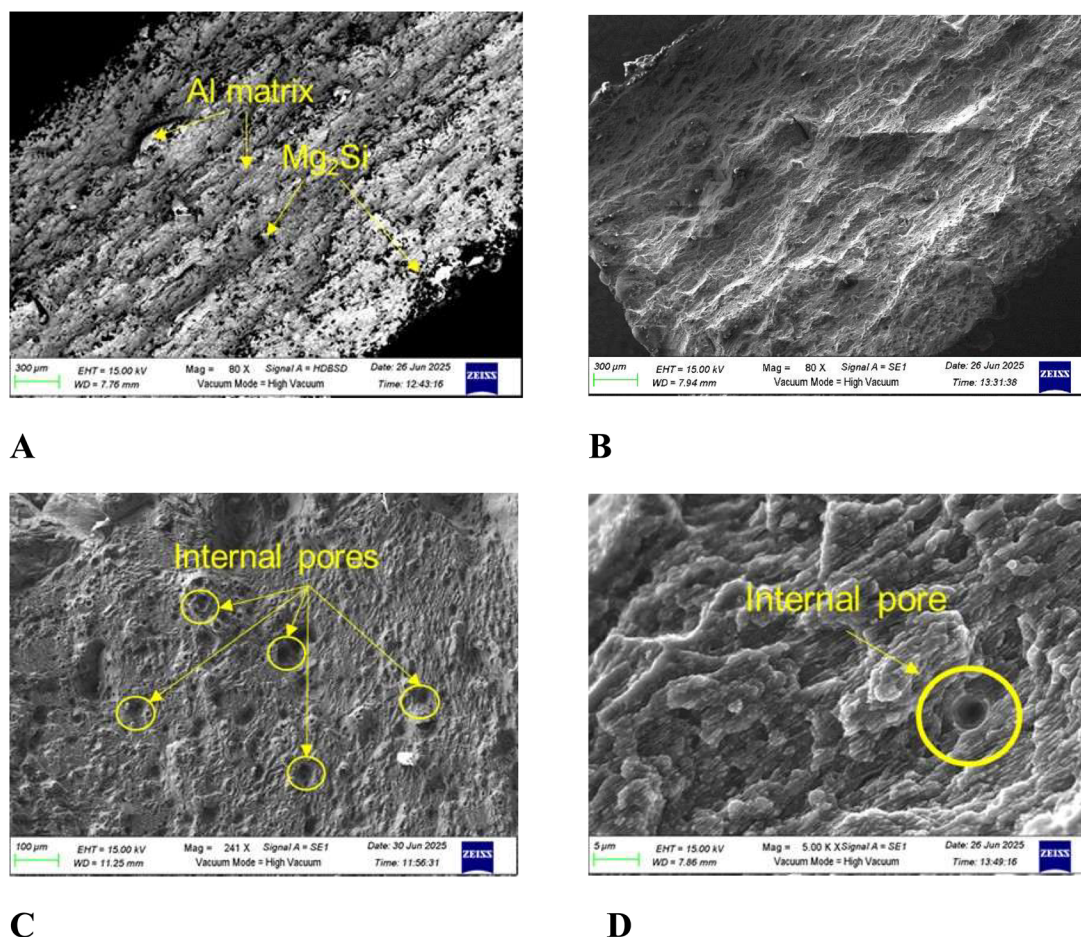 Al matrix
Mg₂Si
300 µm EHT = 15.00 kV Mag = 80 X Signal A = HDBSD Date: 26 Jun 2025
WD = 7.76 mm Vacuum Mode = High Vacuum Time: 12:43:16
ZEISS
300 µm EHT = 15.00 kV Mag = 80 X Signal A = SE1 Date: 26 Jun 2025
WD = 7.94 mm Vacuum Mode = High Vacuum Time: 13:31:38
ZEISS
A
B
Internal pores
100 µm EHT = 15.00 kV Mag = 241 X Signal A = SE1 Date: 30 Jun 2025
WD = 11.25 mm Vacuum Mode = High Vacuum Time: 11:56:31
ZEISS
Internal pore
5 µm EHT = 15.00 kV Mag = 5.00 K X Signal A = SE1 Date: 26 Jun 2025
WD = 7.86 mm Vacuum Mode = High Vacuum Time: 13:49:16
ZEISS
C
D